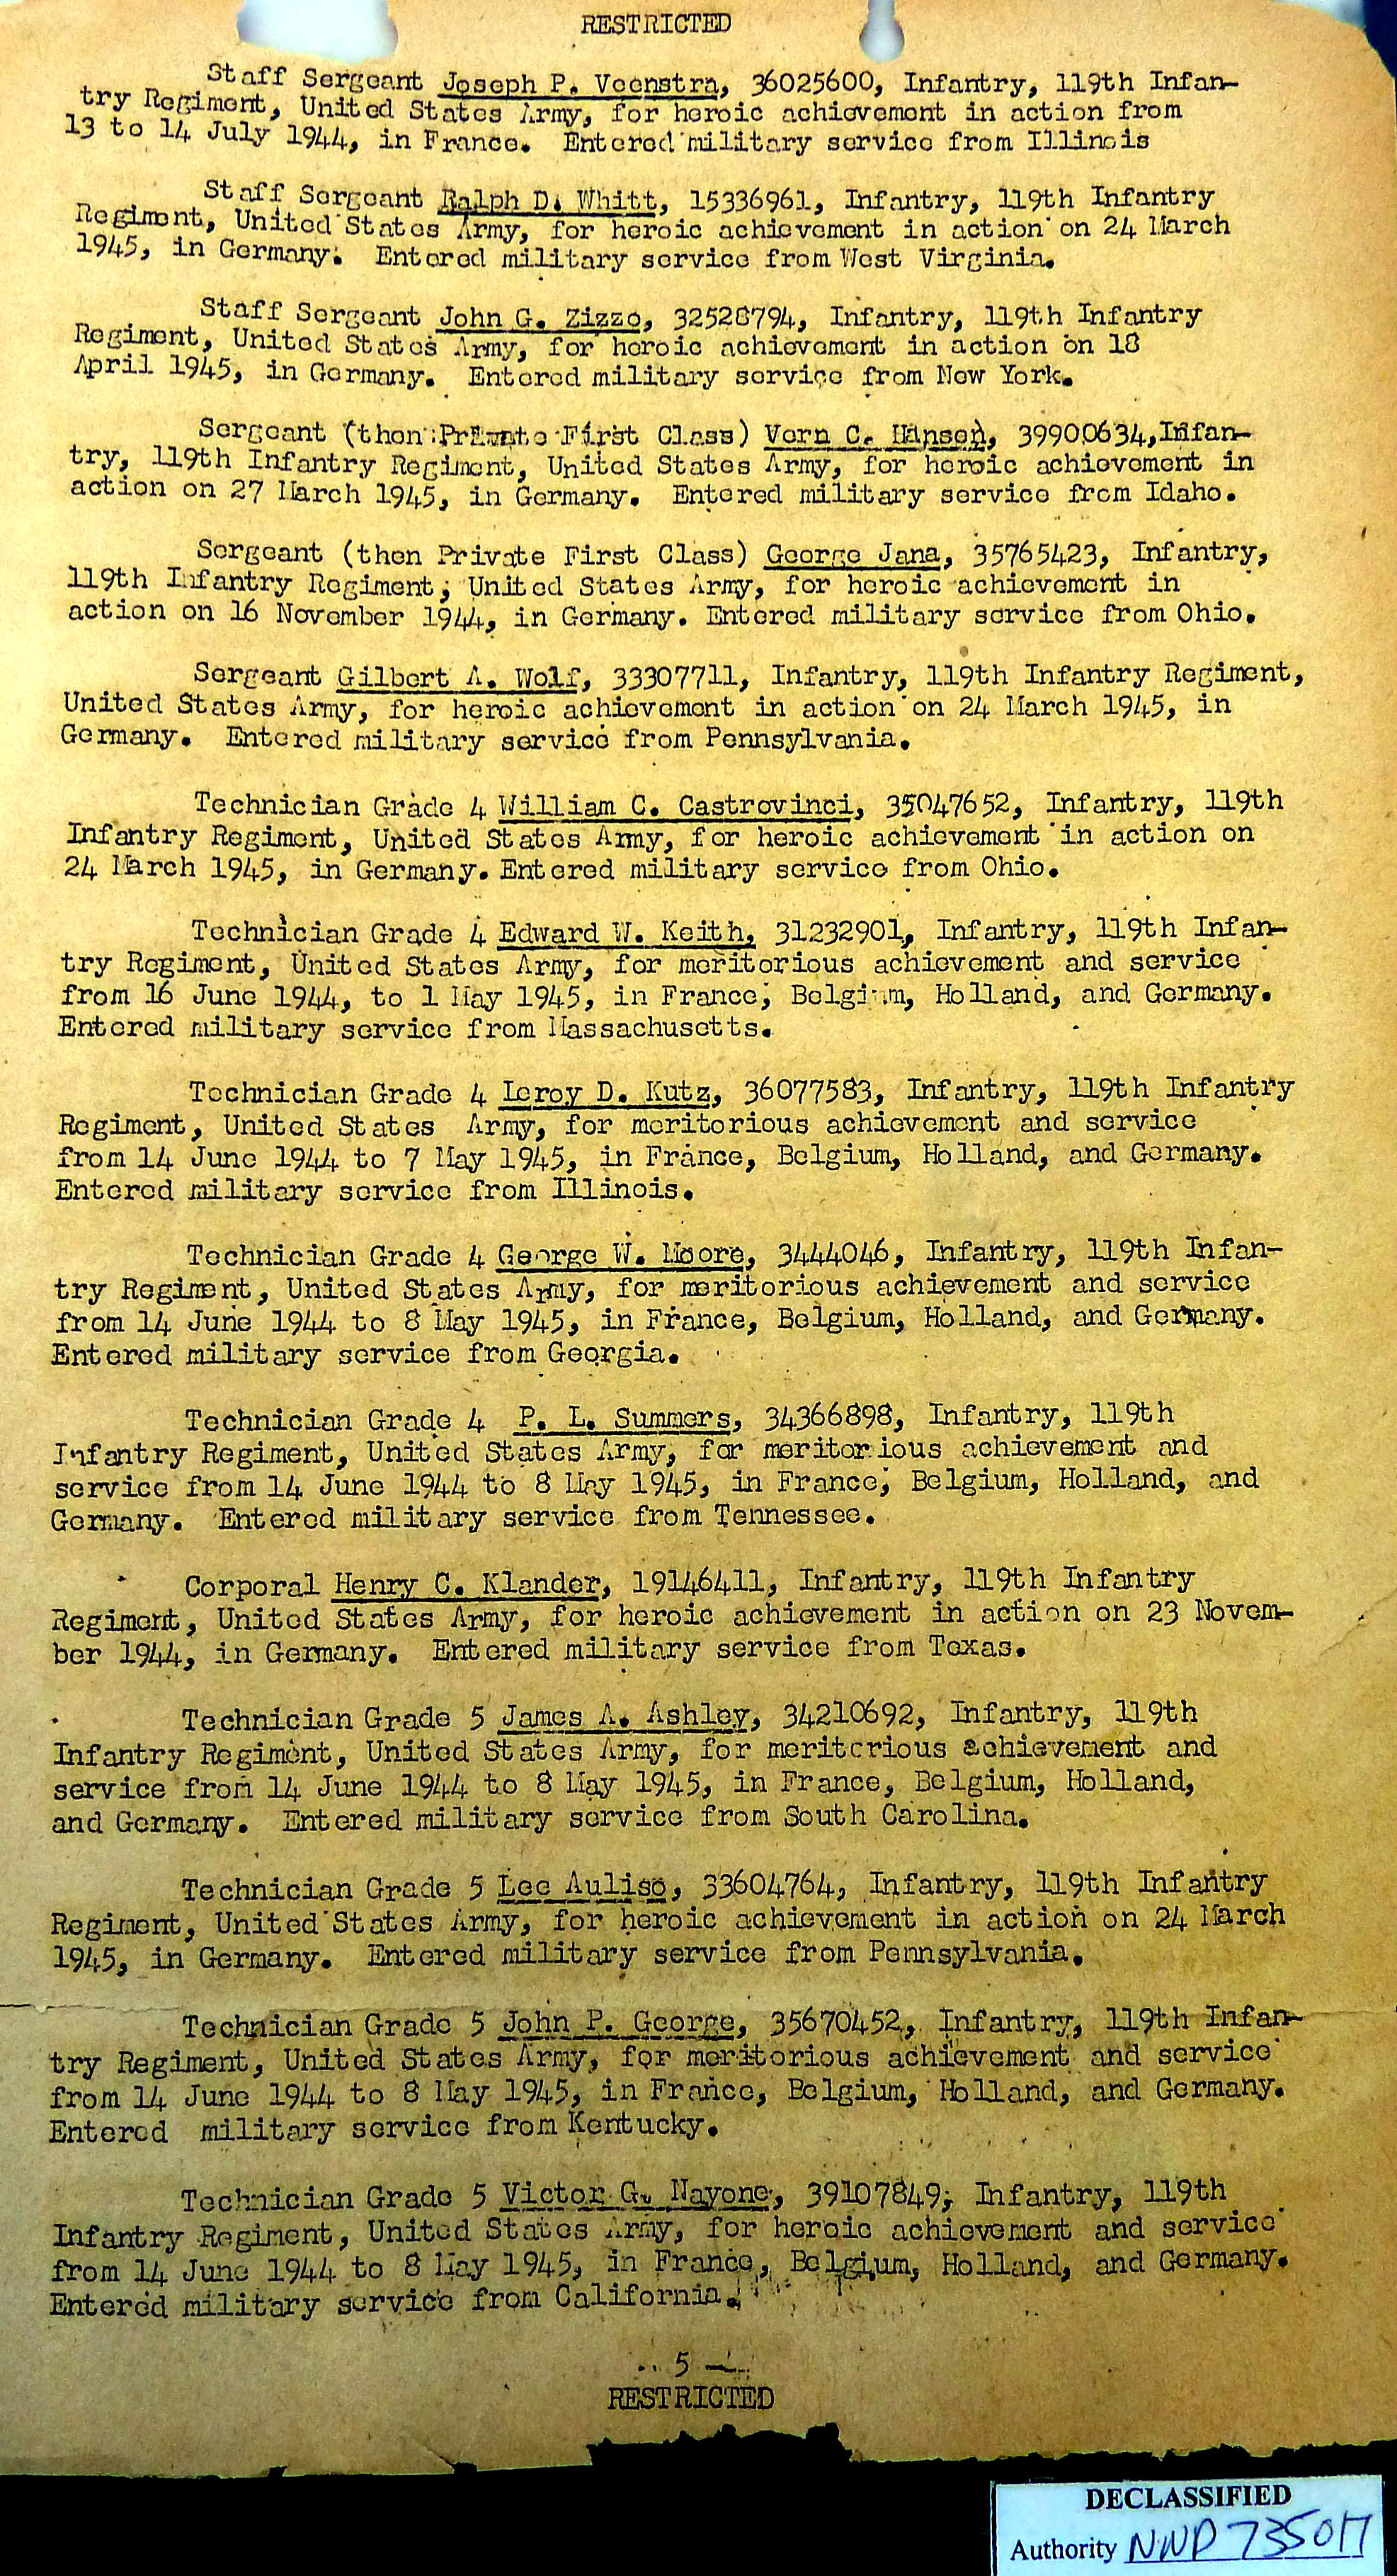 RESTRICTED
Staff Sergeant Joseph P. Veenstra, 36025600, Infantry, 119th Infan-
try Regiment, United States Army, for heroic achievement in action from
13 to 14 July 1944, in France. Entered military service from Illinois
Staff Sergeant Ralph D. Whitt, 15336961, Infantry, 119th Infantry
Regiment, United States Army, for heroic achievement in action on 24 March
1945, in Germany. Entered military service from West Virginia.
Staff Sergeant John G. Zizzo, 32528794, Infantry, 119th Infantry
Regiment, United States Army, for heroic achievement in action on 18
April 1945, in Germany. Entered military service from New York.
Sergeant (then Private First Class) Vern C. Hansen, 39900634, Infan-
try, 119th Infantry Regiment, United States Army, for heroic achievement in
action on 27 March 1945, in Germany. Entered military service from Idaho.
Sergeant (then Private First Class) George Jana, 35765423, Infantry,
119th Infantry Regiment, United States Army, for heroic achievement in
action on 16 November 1944, in Germany. Entered military service from Ohio.
Sergeant Gilbert A. Wolf, 33307711, Infantry, 119th Infantry Regiment,
United States Army, for heroic achievement in action on 24 March 1945, in
Germany. Entered military service from Pennsylvania.
Technician Grade 4 William C. Castrovinci, 35047652, Infantry, 119th
Infantry Regiment, United States Army, for heroic achievement in action on
24 March 1945, in Germany. Entered military service from Ohio.
Technician Grade 4 Edward W. Keith, 31232901, Infantry, 119th Infan-
try Regiment, United States Army, for meritorious achievement and service
from 16 June 1944, to 1 May 1945, in France, Belgium, Holland, and Germany.
Entered military service from Massachusetts.
Technician Grade 4 Leroy D. Kutz, 36077583, Infantry, 119th Infantry
Regiment, United States Army, for meritorious achievement and service
from 14 June 1944 to 7 May 1945, in France, Belgium, Holland, and Germany.
Entered military service from Illinois.
Technician Grade 4 George W. Moore, 3444046, Infantry, 119th Infan-
try Regiment, United States Army, for meritorious achievement and service
from 14 June 1944 to 8 May 1945, in France, Belgium, Holland, and Germany.
Entered military service from Georgia.
Technician Grade 4 P. L. Summers, 34366898, Infantry, 119th
Infantry Regiment, United States Army, for meritorious achievement and
service from 14 June 1944 to 8 May 1945, in France, Belgium, Holland, and
Germany. Entered military service from Tennessee.
Corporal Henry C. Klander, 19146411, Infantry, 119th Infantry
Regiment, United States Army, for heroic achievement in action on 23 Novem-
ber 1944, in Germany. Entered military service from Texas.
Technician Grade 5 James A. Ashley, 34210692, Infantry, 119th
Infantry Regiment, United States Army, for meritorious achievement and
service from 14 June 1944 to 8 May 1945, in France, Belgium, Holland,
and Germany. Entered military service from South Carolina.
Technician Grade 5 Lee Auliso, 33604764, Infantry, 119th Infantry
Regiment, United States Army, for heroic achievement in action on 24 March
1945, in Germany. Entered military service from Pennsylvania.
Technician Grade 5 John P. George, 35670452, Infantry, 119th Infan-
try Regiment, United States Army, for meritorious achievement and service
from 14 June 1944 to 8 May 1945, in France, Belgium, Holland, and Germany.
Entered military service from Kentucky.
Technician Grade 5 Victor G. Nayone, 39107849, Infantry, 119th
Infantry Regiment, United States Army, for heroic achievement and service
from 14 June 1944 to 8 May 1945, in France, Belgium, Holland, and Germany.
Entered military service from California.
- 5 -
RESTRICTED
DECLASSIFIED
Authority NND 735017